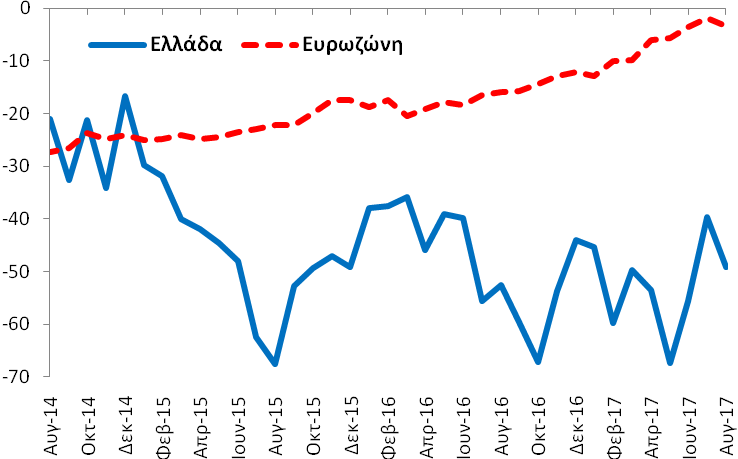 0
-10
-20
-30
-40
-50
-60
-70
Ελλάδα Ευρωζώνη
Αυγ-14
Οκτ-14
Δεκ-14
Φεβ-15
Απρ-15
Ιουν-15
Αυγ-15
Οκτ-15
Δεκ-15
Φεβ-16
Απρ-16
Ιουν-16
Αυγ-16
Οκτ-16
Δεκ-16
Φεβ-17
Απρ-17
Ιουν-17
Αυγ-17